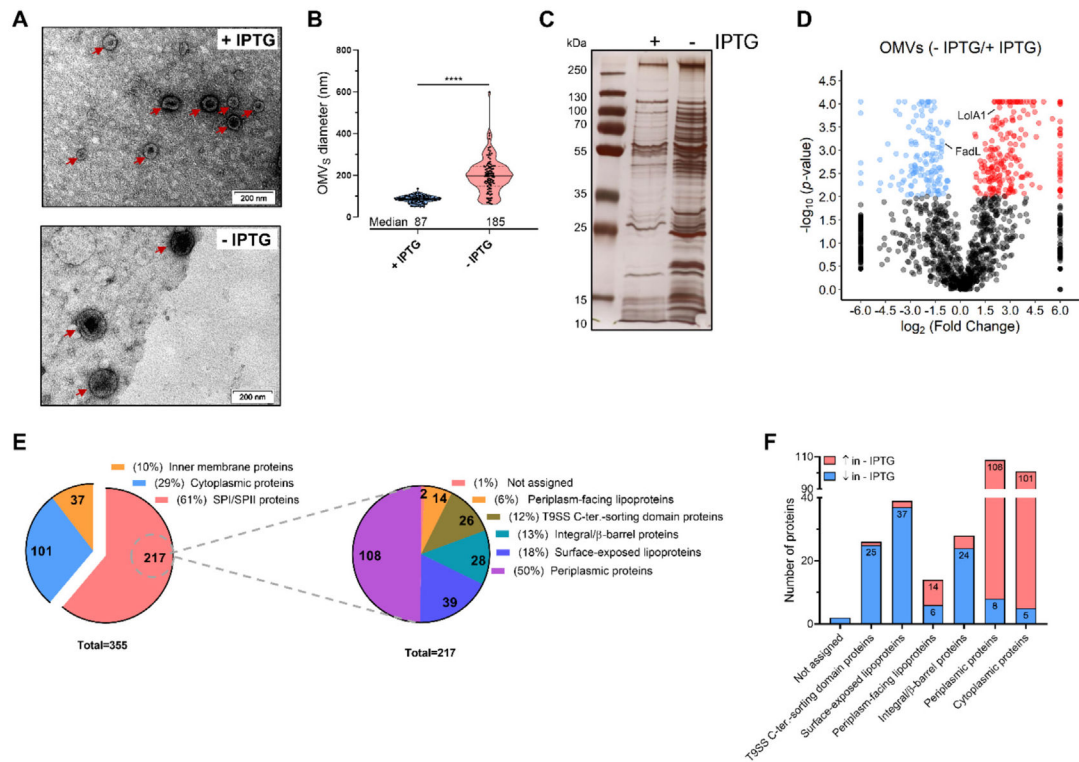 A
+ IPTG
200 nm
- IPTG
200 nm
B
OMVs diameter (nm)
800
600
400
200
0
****
Median 87 185
+ IPTG
- IPTG
C
kDa
+ - IPTG
250
130
100
70
55
35
25
15
10
D
OMVs (- IPTG/+ IPTG)
-log10 (p-value)
-4.5
4.0
3.5
3.0
2.5
2.0
1.5
1.0
0.5
0.0
LolA1
FadL
-6.0 -4.5 -3.0 -1.5 0.0 1.5 3.0 4.5 6.0
log2 (Fold Change)
E
37
101
217
(10%) Inner membrane proteins
(29%) Cytoplasmic proteins
(61%) SPI/SPII proteins
Total=355
2
14
26
28
39
108
(1%) Not assigned
(6%) Periplasm-facing lipoproteins
(12%) T9SS C-ter.-sorting domain proteins
(13%) Integral/β-barrel proteins
(18%) Surface-exposed lipoproteins
(50%) Periplasmic proteins
Total=217
F
↑ in - IPTG
↓ in - IPTG
Number of proteins
110
90
40
20
0
25
37
14
6
24
108
8
101
5
Not assigned
T9SS C-ter.-sorting domain proteins
Surface-exposed lipoproteins
Periplasm-facing lipoproteins
Integral/β-barrel proteins
Periplasmic proteins
Cytoplasmic proteins